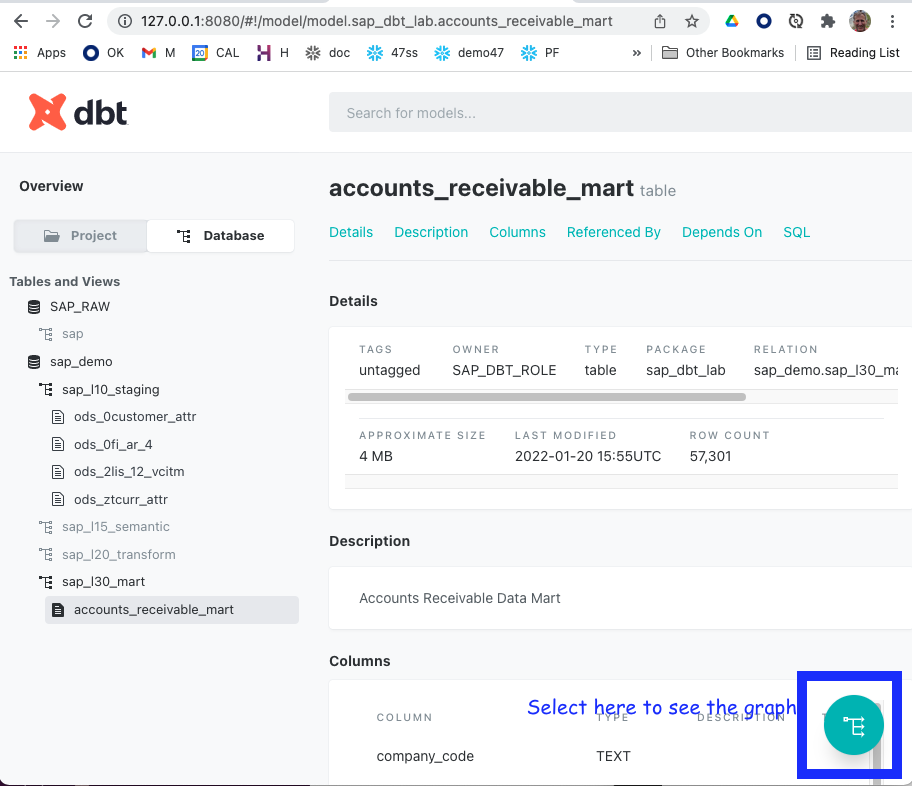 127.0.0.1:8080/#!/model/model.sap_dbt_lab.accounts_receivable_mart
Apps OK M CAL H doc 47ss demo47 PF » Other Bookmarks Reading List
dbt
Search for models...
Overview
Project Database
Tables and Views
SAP_RAW
sap
sap_demo
sap_l10_staging
ods_0customer_attr
ods_0fi_ar_4
ods_2lis_12_vcitm
ods_ztcurr_attr
sap_l15_semantic
sap_l20_transform
sap_l30_mart
accounts_receivable_mart
accounts_receivable_mart table
Details Description Columns Referenced By Depends On SQL
Details
TAGS OWNER TYPE PACKAGE RELATION
untagged SAP_DBT_ROLE table sap_dbt_lab sap_demo.sap_l30_ma
APPROXIMATE SIZE LAST MODIFIED ROW COUNT
4 MB 2022-01-20 15:55UTC 57,301
Description
Accounts Receivable Data Mart
Columns
Select here to see the graph
COLUMN TYPE DESCRIPTION
company_code TEXT